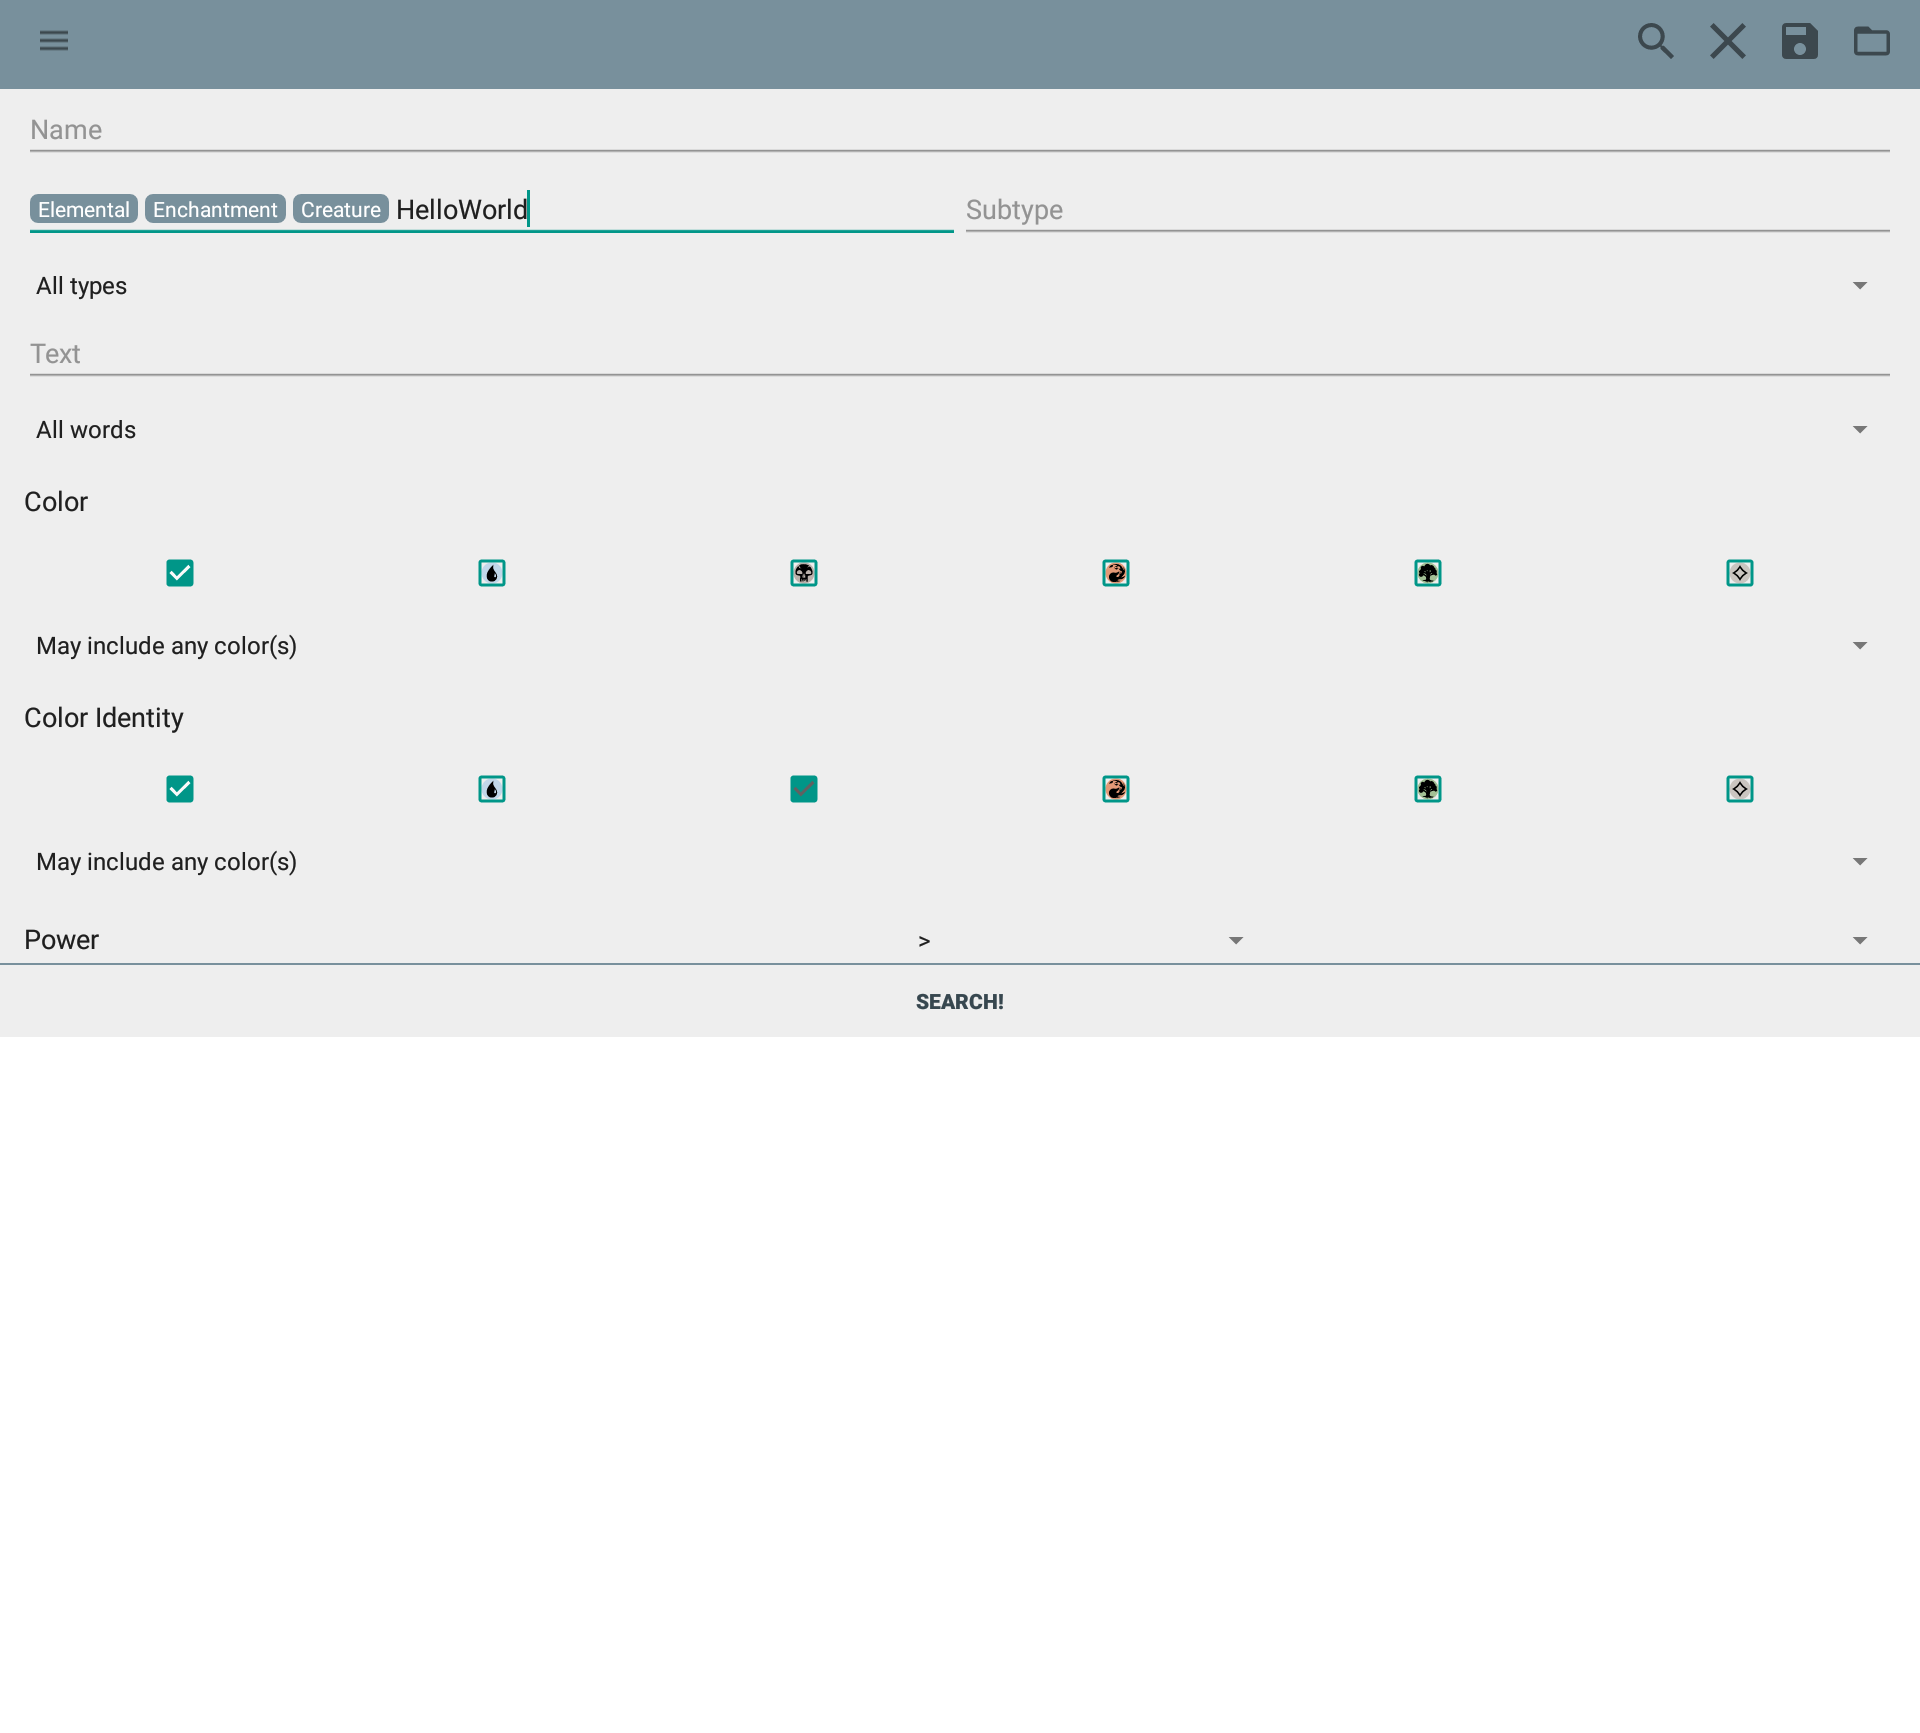 Name
Elemental Enchantment Creature HelloWorld Subtype
All types
Text
All words
Color
May include any color(s)
Color Identity
May include any color(s)
Power >
SEARCH!